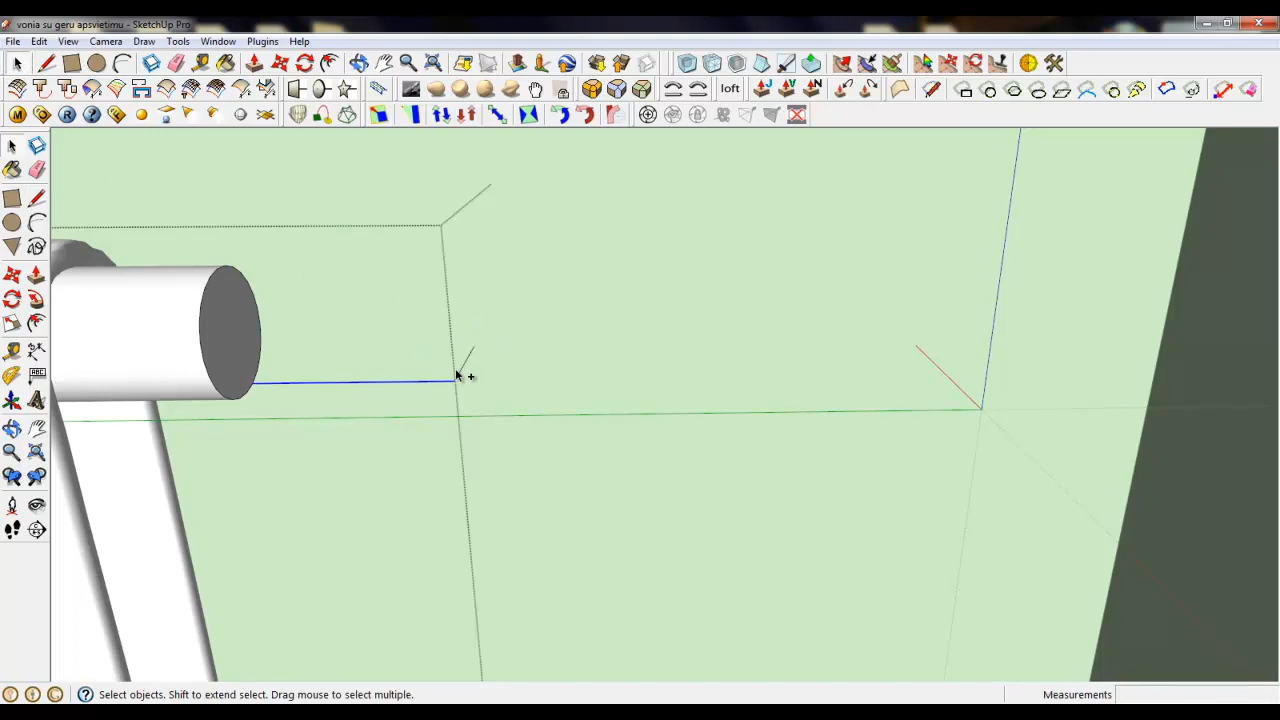 vonia su geru apsvietimu - SketchUp Pro
File Edit View Camera Draw Tools Window Plugins Help
loft
M Q R ? €
ABC
Select objects. Shift to extend select. Drag mouse to select multiple.
Measurements